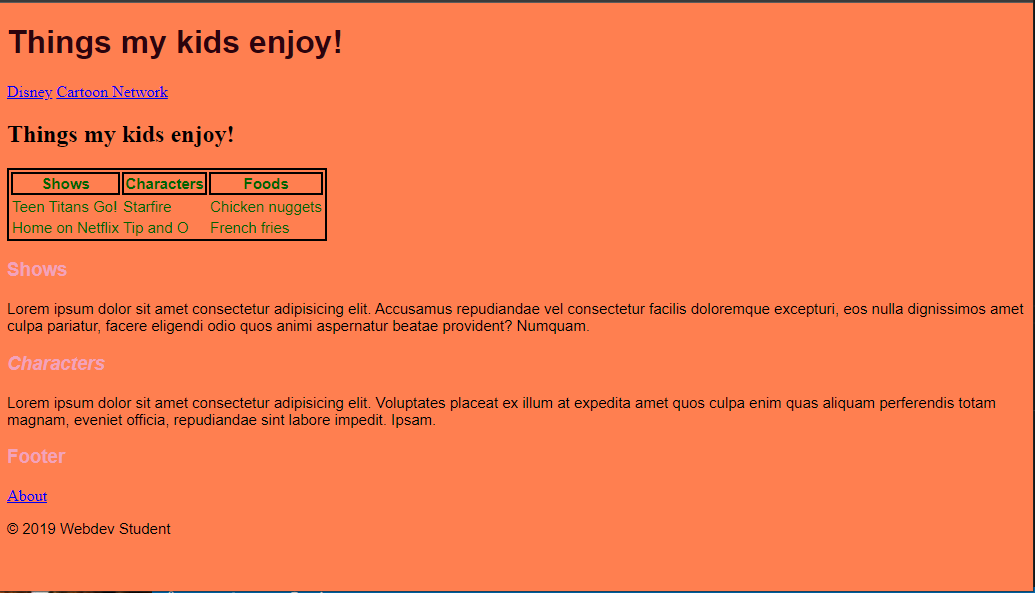 Things my kids enjoy!
Disney Cartoon Network
Things my kids enjoy!
Shows Characters Foods
Teen Titans Go! Starfire Chicken nuggets
Home on Netflix Tip and O French fries
Shows
Lorem ipsum dolor sit amet consectetur adipisicing elit. Accusamus repudiandae vel consectetur facilis doloremque excepturi, eos nulla dignissimos amet
culpa pariatur, facere eligendi odio quos animi aspernatur beatae provident? Numquam.
Characters
Lorem ipsum dolor sit amet consectetur adipisicing elit. Voluptates placeat ex illum at expedita amet quos culpa enim quas aliquam perferendis totam
magnam, eveniet officia, repudiandae sint labore impedit. Ipsam.
Footer
About
© 2019 Webdev Student